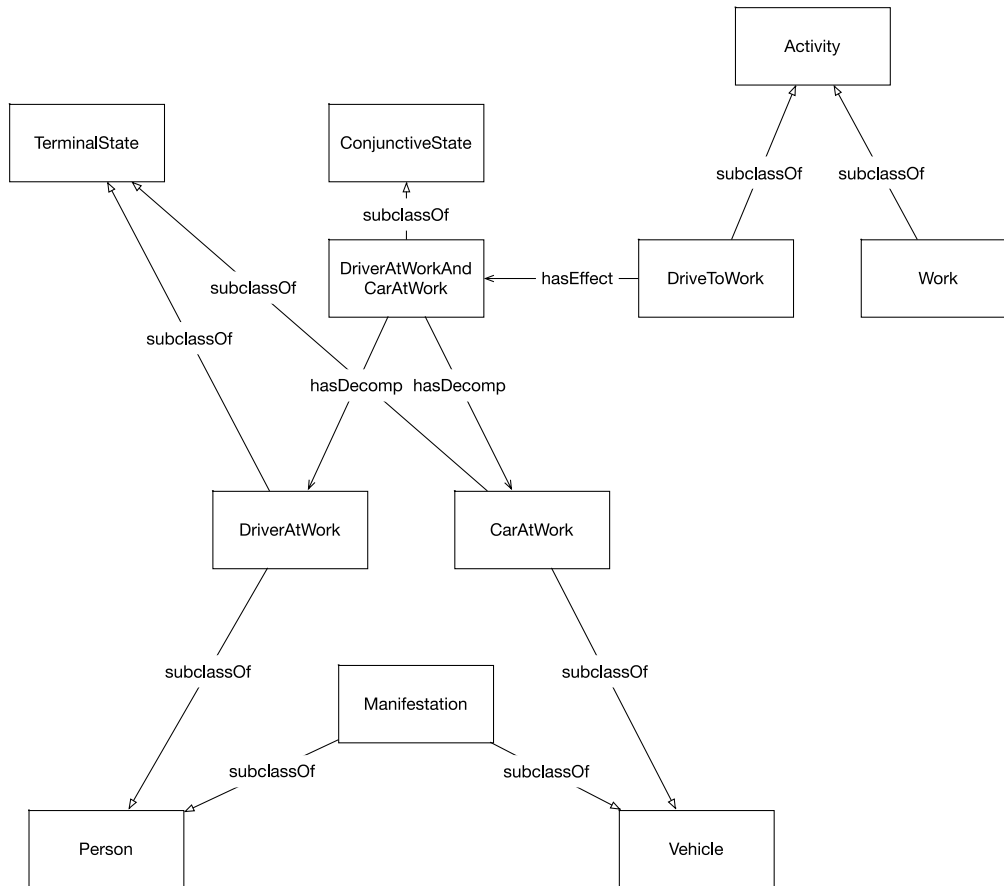 Activity
TerminalState
ConjunctiveState
subclassOf
subclassOf
subclassOf
DriverAtWorkAnd
CarAtWork
hasEffect
DriveToWork
Work
subclassOf
subclassOf
hasDecomp
hasDecomp
DriverAtWork
CarAtWork
subclassOf
subclassOf
Manifestation
subclassOf
subclassOf
Person
Vehicle